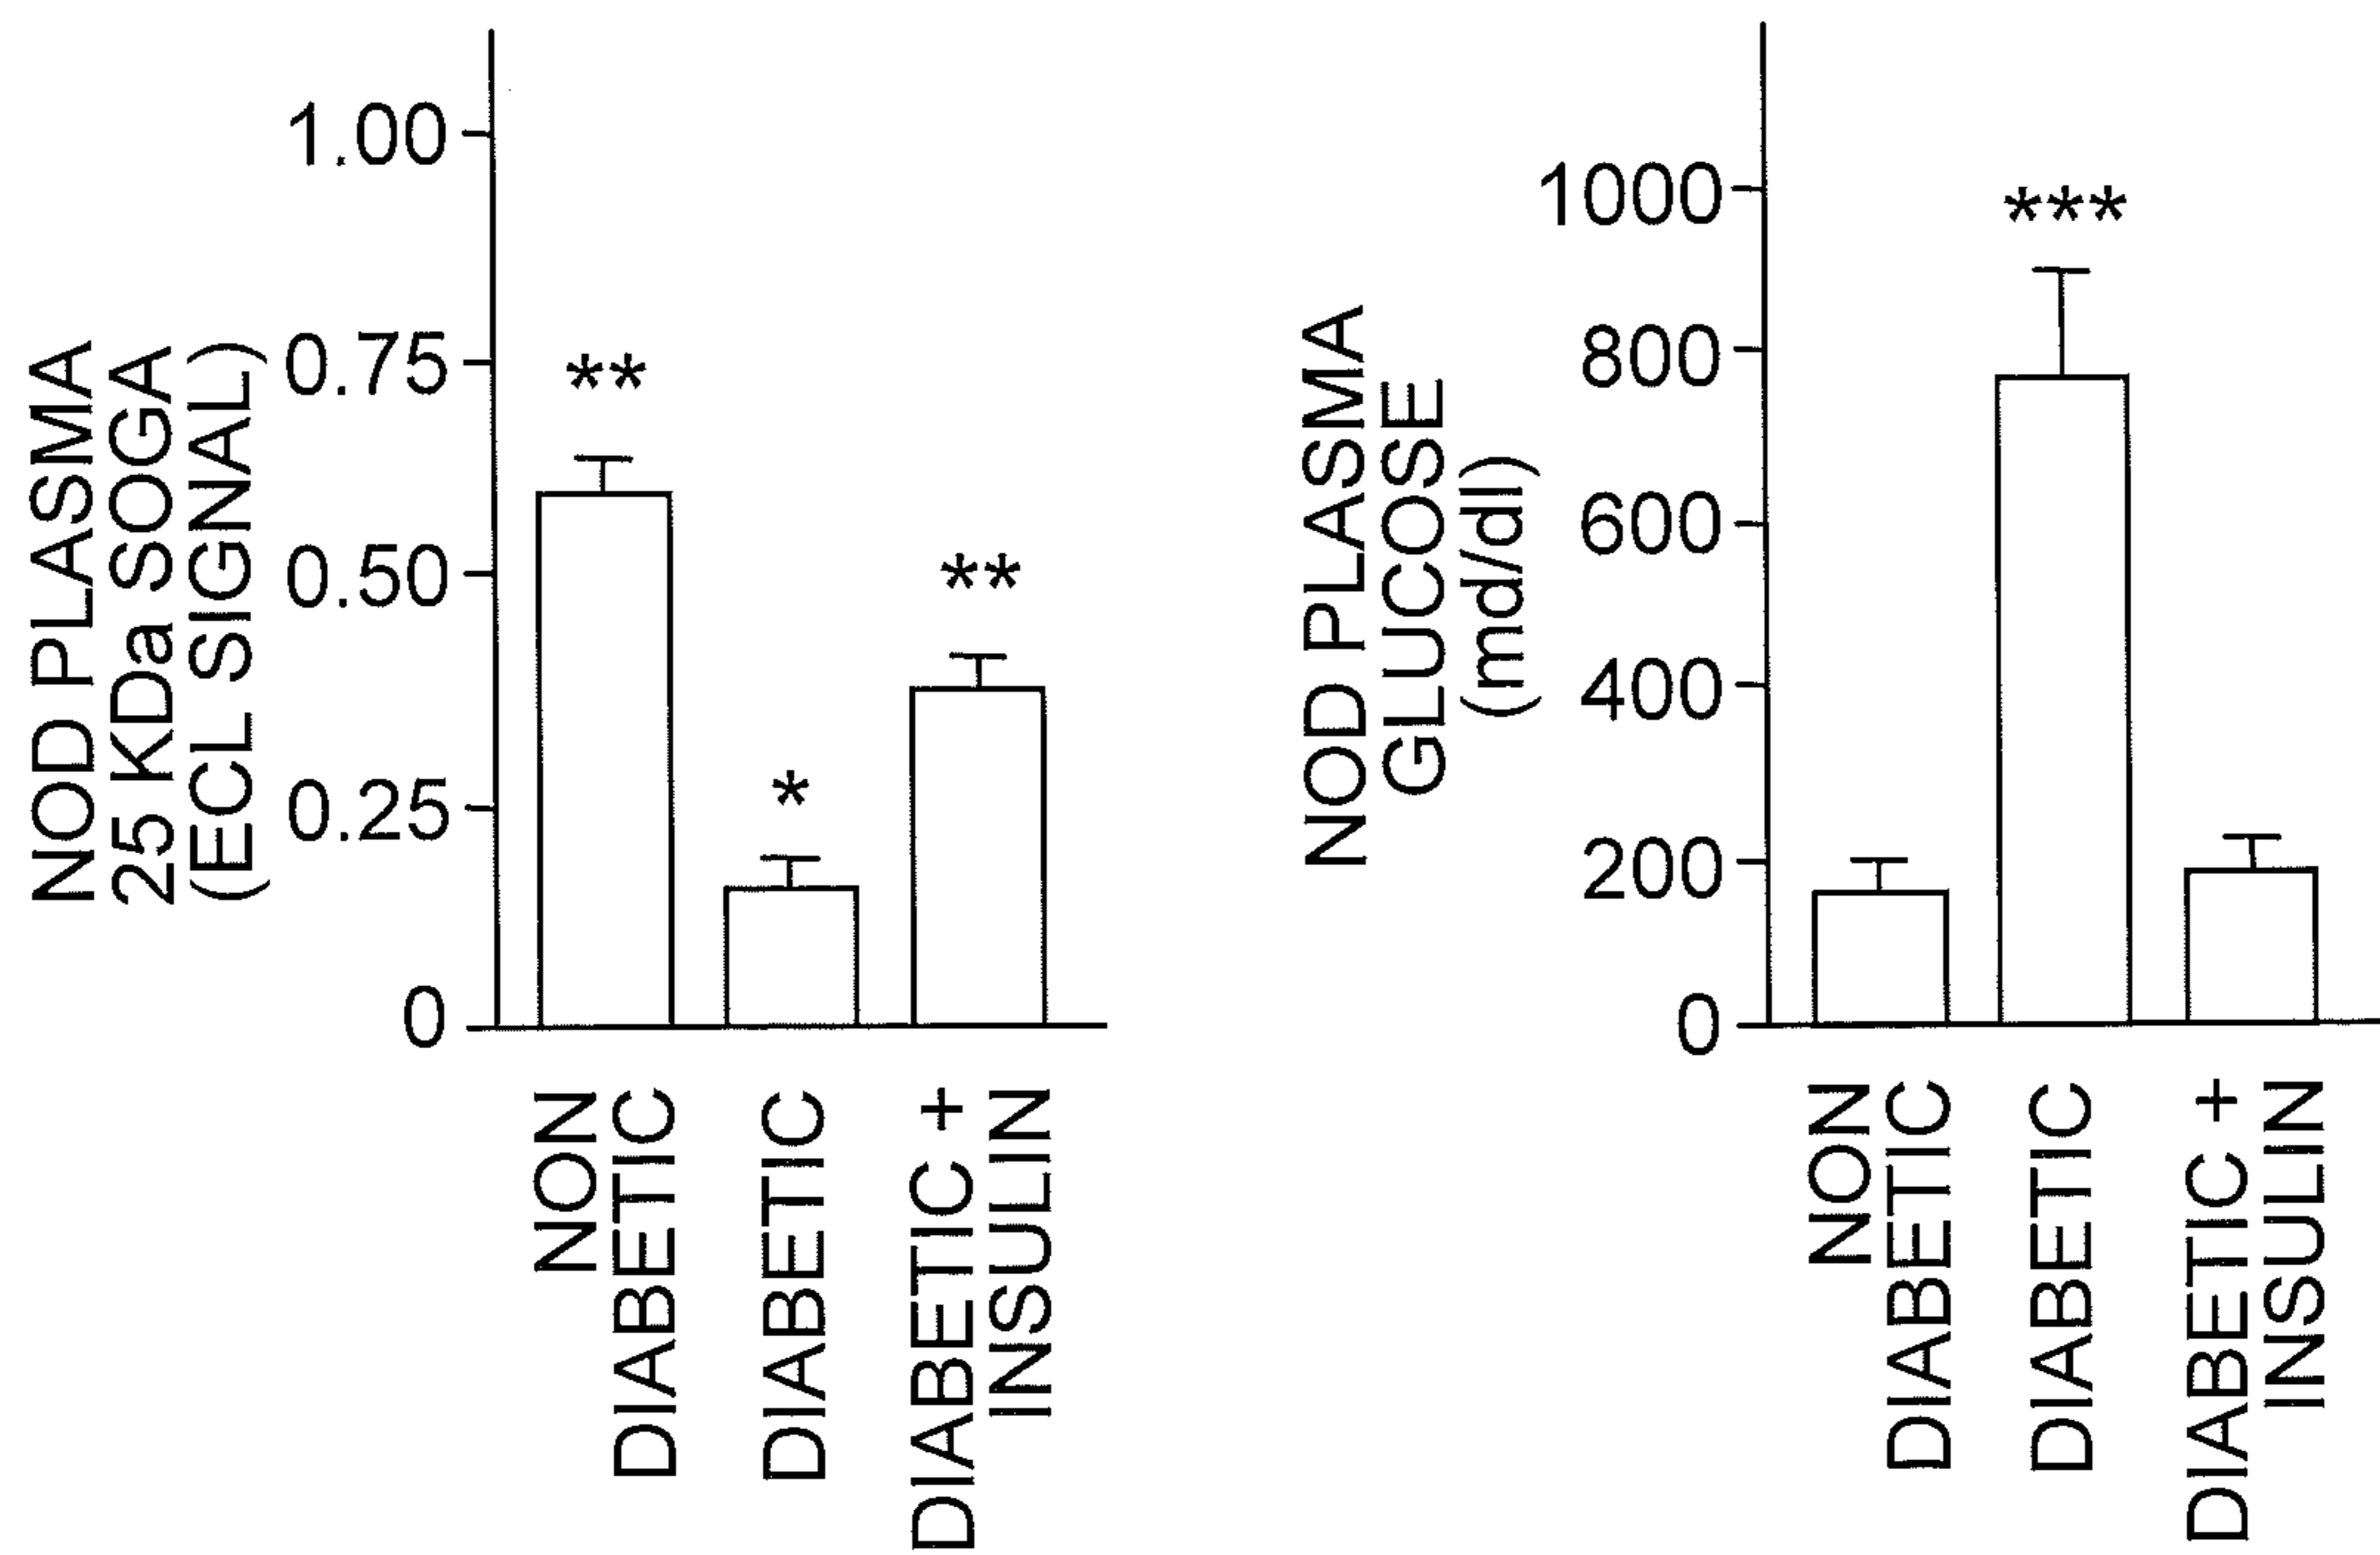 NOD PLASMA
25 KDa SOGA
(ECL SIGNAL)
1.00
0.75
0.50
0.25
0
**
*
**
NON
DIABETIC
DIABETIC
DIABETIC +
INSULIN
NOD PLASMA
GLUCOSE
(md/dl)
1000
800
600
400
200
0
***
NON
DIABETIC
DIABETIC
DIABETIC +
INSULIN